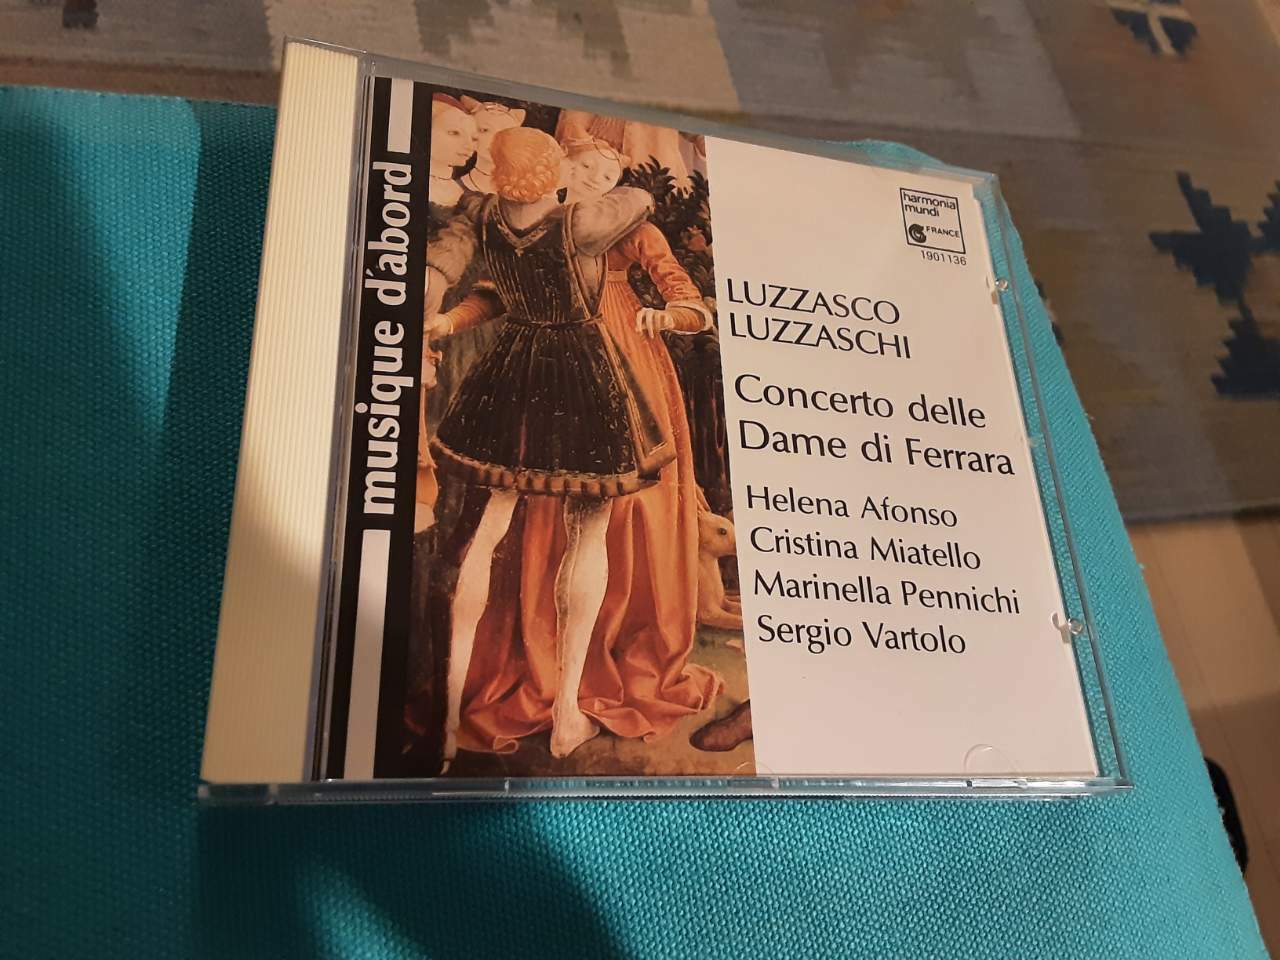 musique d'abord
harmonia
mundi
FRANCE
1901136
LUZZASCO
LUZZASCHI
Concerto delle
Dame di Ferrara
Helena Afonso
Cristina Miatello
Marinella Pennichi
Sergio Vartolo